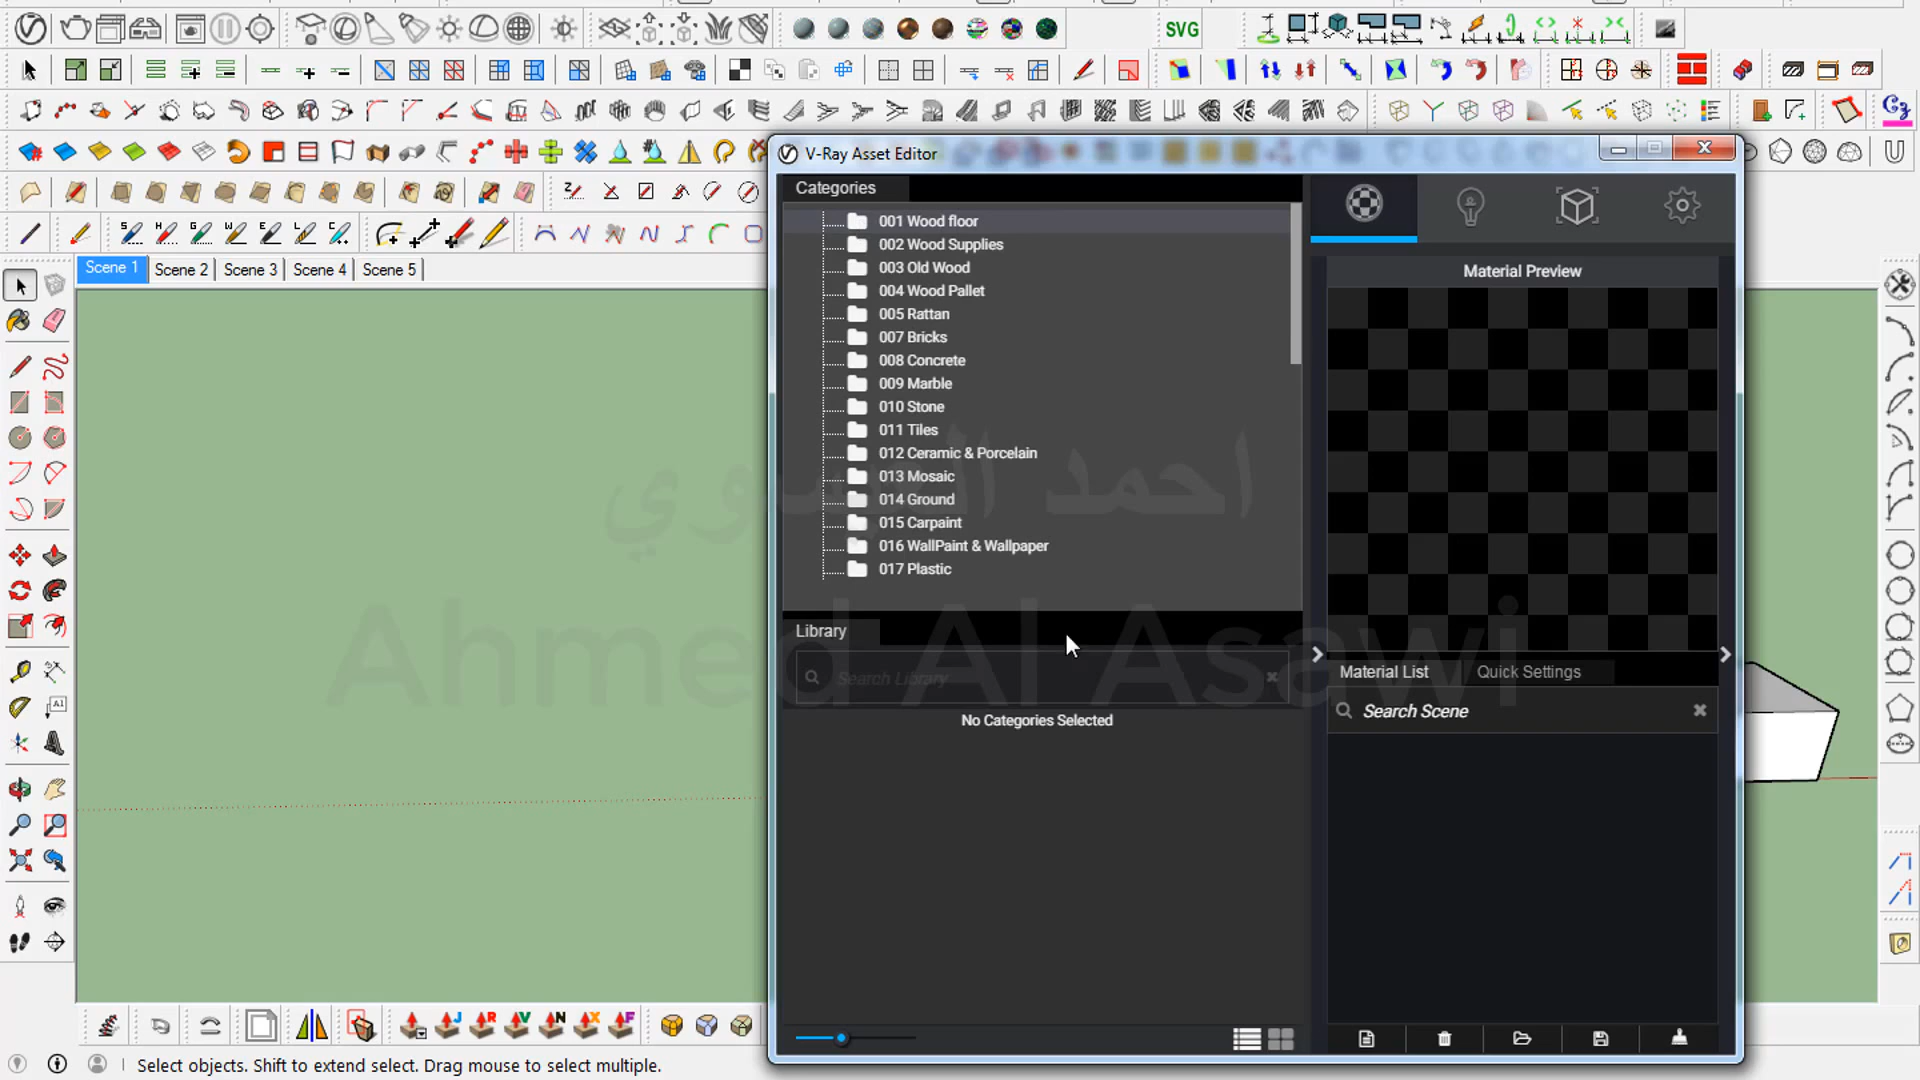 SVG
V-Ray Asset Editor
Categories
001 Wood floor
002 Wood Supplies
003 Old Wood
004 Wood Pallet
005 Rattan
007 Bricks
008 Concrete
009 Marble
010 Stone
011 Tiles
012 Ceramic & Porcelain
013 Mosaic
014 Ground
015 Carpaint
016 WallPaint & Wallpaper
017 Plastic
Library
Search Library
No Categories Selected
Material Preview
Material List
Quick Settings
Search Scene
Scene 1
Scene 2
Scene 3
Scene 4
Scene 5
احمد
Ahmed Al Asawi
Select objects. Shift to extend select. Drag mouse to select multiple.